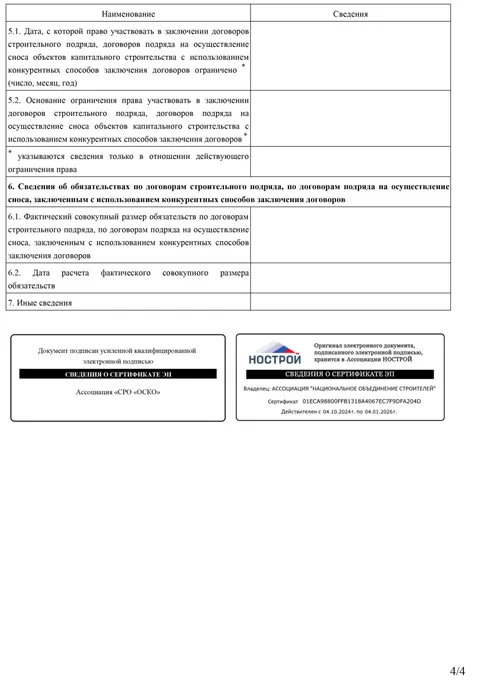 Наименование
Сведения
5.1. Дата, с которой право участвовать в заключении договоров
строительного подряда, договоров подряда на осуществление
сноса объектов капитального строительства с использованием
конкурентных способов заключения договоров ограничено *
(число, месяц, год)
5.2. Основание ограничения права участвовать в заключении
договоров строительного подряда, договоров подряда на
осуществление сноса объектов капитального строительства с
использованием конкурентных способов заключения договоров *
* указываются сведения только в отношении действующего
ограничения права
6. Сведения об обязательствах по договорам строительного подряда, по договорам подряда на осуществление
сноса, заключенным с использованием конкурентных способов заключения договоров
6.1. Фактический совокупный размер обязательств по договорам
строительного подряда, по договорам подряда на осуществление
сноса, заключенным с использованием конкурентных способов
заключения договоров
6.2. Дата расчета фактического совокупного размера
обязательств
7. Иные сведения
Документ подписан усиленной квалифицированной
электронной подписью
СВЕДЕНИЯ О СЕРТИФИКАТЕ ЭП
Ассоциация «СРО «ОСКО»
НОСТРОЙ
Оригинал электронного документа,
подписанного электронной подписью,
хранится в Ассоциации НОСТРОЙ
СВЕДЕНИЯ О СЕРТИФИКАТЕ ЭП
Владелец: АССОЦИАЦИЯ "НАЦИОНАЛЬНОЕ ОБЪЕДИНЕНИЕ СТРОИТЕЛЕЙ"
Сертификат 01ECA98800FFB1318A4067EC7F9DFA204D
Действителен с 04.10.2024 г. по 04.01.2026 г.
4/4